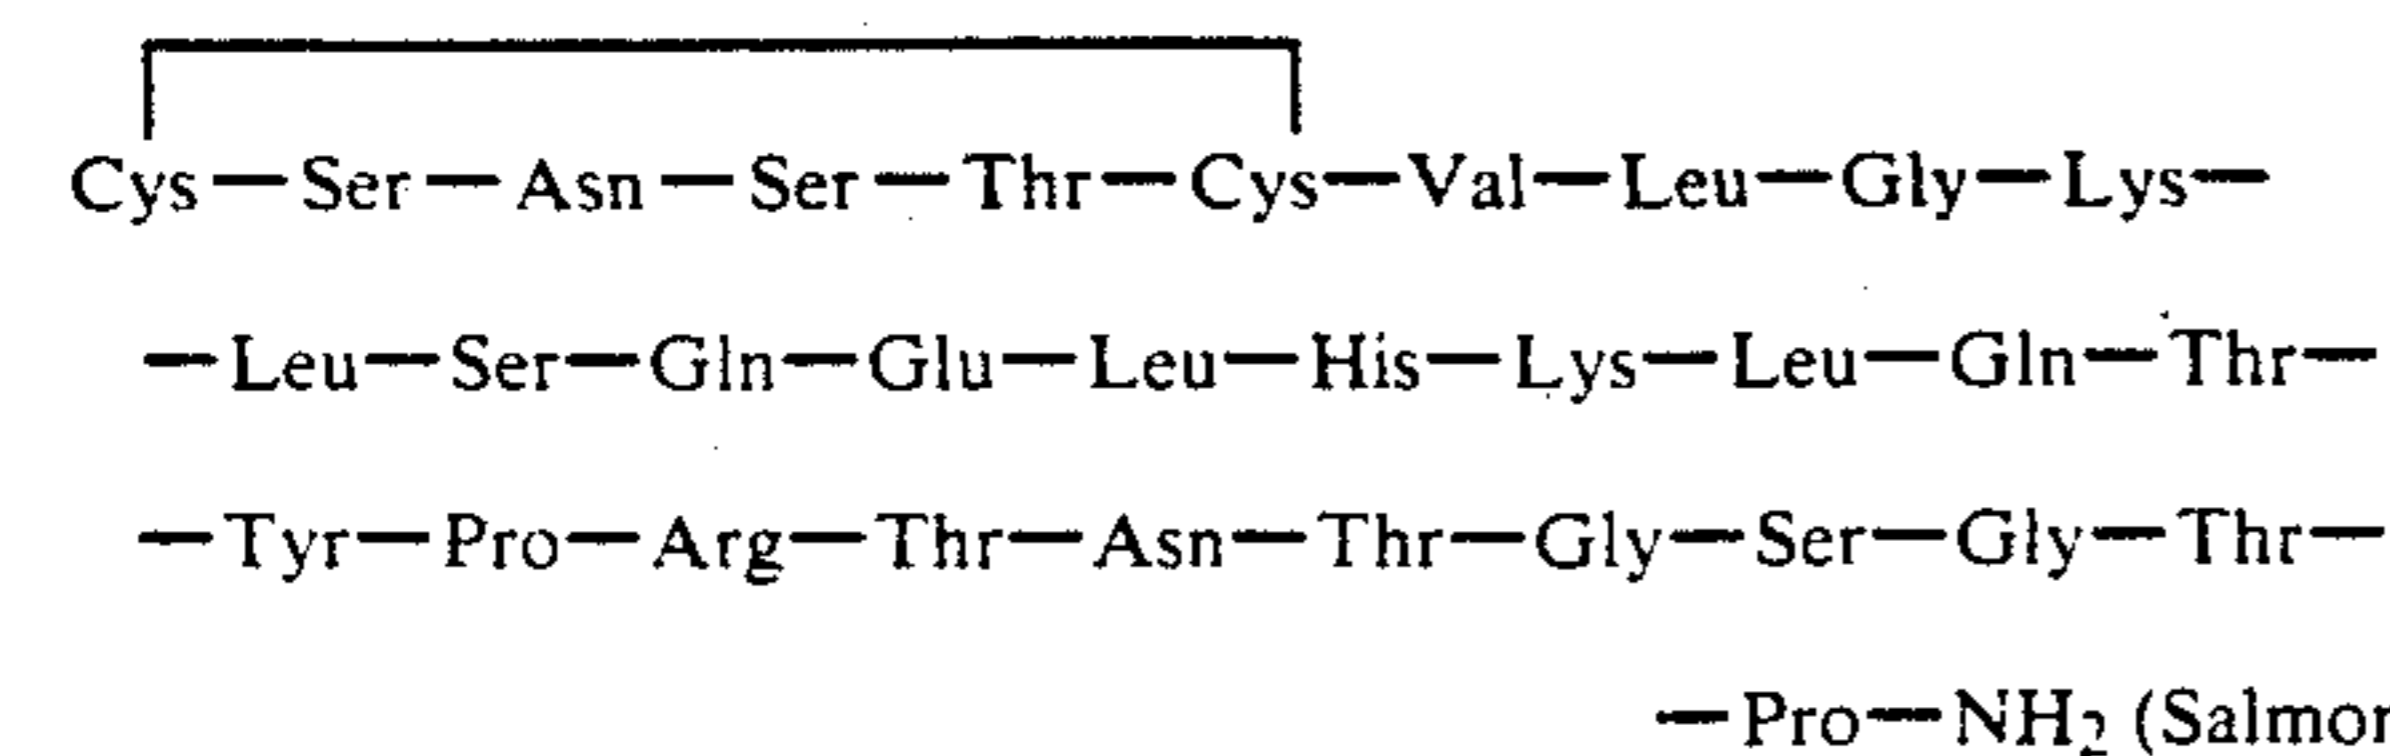 Cys—Ser—Asn—Ser—Thr—Cys—Val—Leu—Gly—Lys—
—Leu—Ser—Gln—Glu—Leu—His—Lys—Leu—Gln—Thr—
—Tyr—Pro—Arg—Thr—Asn—Thr—Gly—Ser—Gly—Thr—
—Pro—NH₂ (Salmon